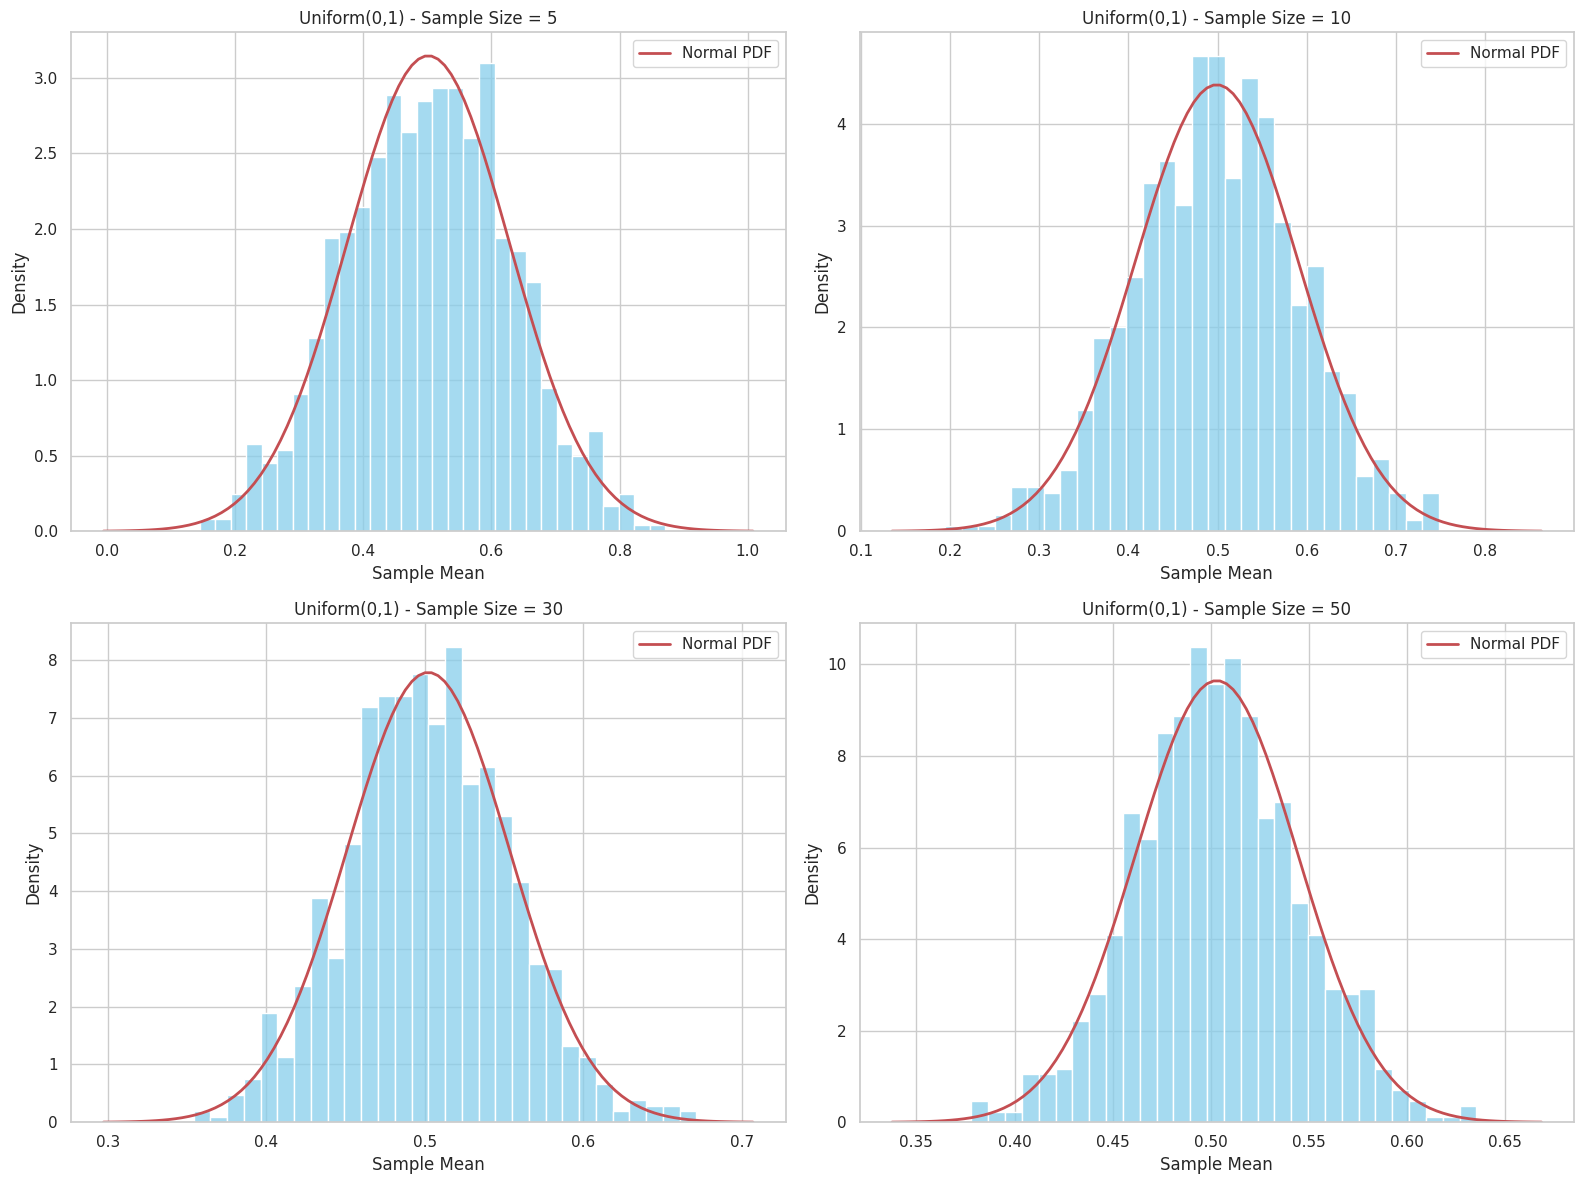 Uniform(0,1) - Sample Size = 5
Normal PDF
3.0
2.5
2.0
1.5
1.0
0.5
0.0
Density
0.0 0.2 0.4 0.6 0.8 1.0
Sample Mean
Uniform(0,1) - Sample Size = 10
Normal PDF
4
3
2
1
0
Density
0.1 0.2 0.3 0.4 0.5 0.6 0.7 0.8
Sample Mean
Uniform(0,1) - Sample Size = 30
Normal PDF
8
7
6
5
4
3
2
1
0
Density
0.3 0.4 0.5 0.6 0.7
Sample Mean
Uniform(0,1) - Sample Size = 50
Normal PDF
10
8
6
4
2
0
Density
0.35 0.40 0.45 0.50 0.55 0.60 0.65
Sample Mean